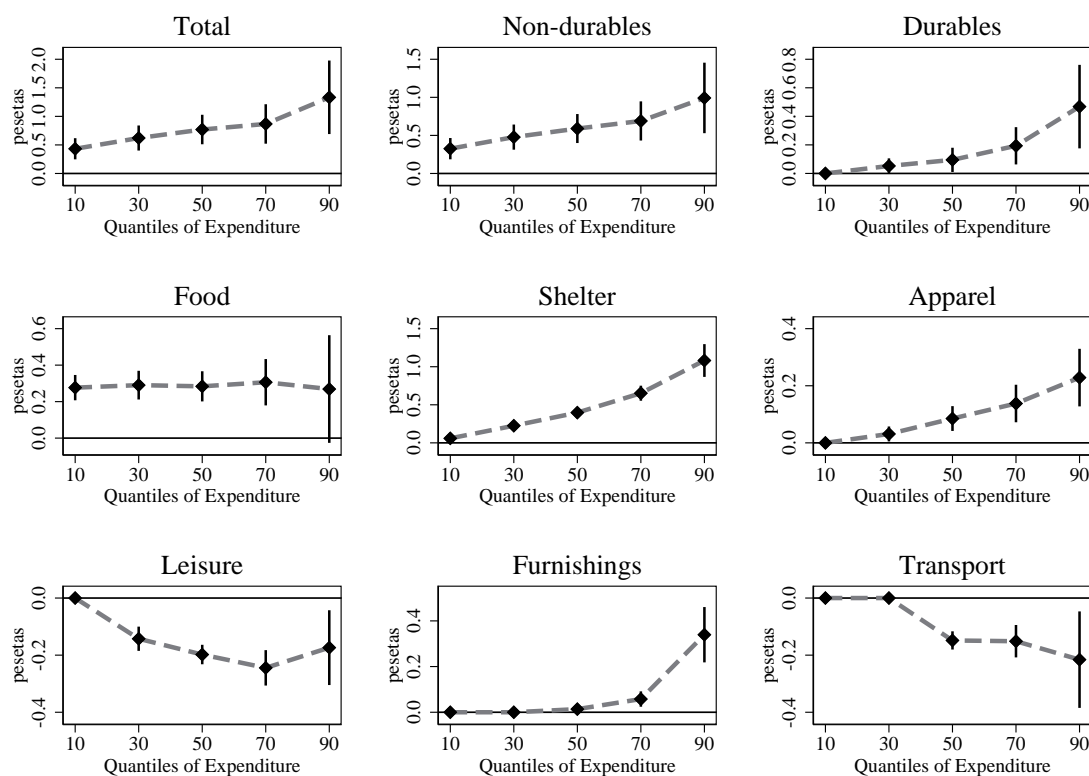 Total
pesetas
0.0 0.5 1.0 1.5 2.0
10 30 50 70 90
Quantiles of Expenditure
Non-durables
pesetas
0.0 0.5 1.0 1.5
10 30 50 70 90
Quantiles of Expenditure
Durables
pesetas
0.0 0.2 0.4 0.6 0.8
10 30 50 70 90
Quantiles of Expenditure
Food
pesetas
0.0 0.2 0.4 0.6
10 30 50 70 90
Quantiles of Expenditure
Shelter
pesetas
0.0 0.5 1.0 1.5
10 30 50 70 90
Quantiles of Expenditure
Apparel
pesetas
0.0 0.2 0.4
10 30 50 70 90
Quantiles of Expenditure
Leisure
pesetas
-0.4 -0.2 0.0
10 30 50 70 90
Quantiles of Expenditure
Furnishings
pesetas
0.0 0.2 0.4
10 30 50 70 90
Quantiles of Expenditure
Transport
pesetas
-0.4 -0.2 0.0
10 30 50 70 90
Quantiles of Expenditure